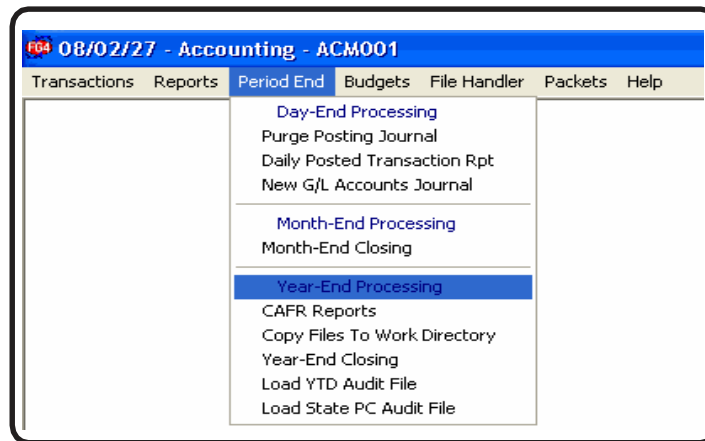 FG4 08/02/27 - Accounting - ACM001
Transactions Reports Period End Budgets File Handler Packets Help
Day-End Processing
Purge Posting Journal
Daily Posted Transaction Rpt
New G/L Accounts Journal
Month-End Processing
Month-End Closing
Year-End Processing
CAFR Reports
Copy Files To Work Directory
Year-End Closing
Load YTD Audit File
Load State PC Audit File